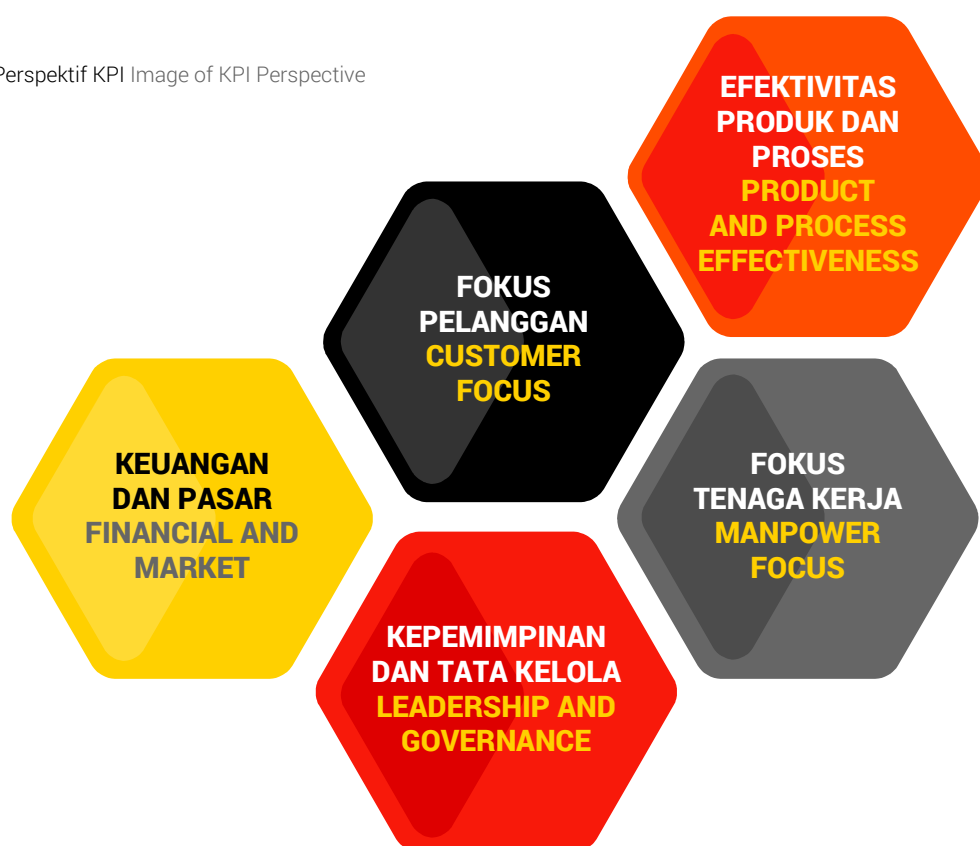 Perspektif KPI Image of KPI Perspective
EFEKTIVITAS
PRODUK DAN
PROSES
PRODUCT
AND PROCESS
EFFECTIVENESS
FOKUS
PELANGGAN
CUSTOMER
FOCUS
KEUANGAN
DAN PASAR
FINANCIAL AND
MARKET
FOKUS
TENAGA KERJA
MANPOWER
FOCUS
KEPEMIMPINAN
DAN TATA KELOLA
LEADERSHIP AND
GOVERNANCE